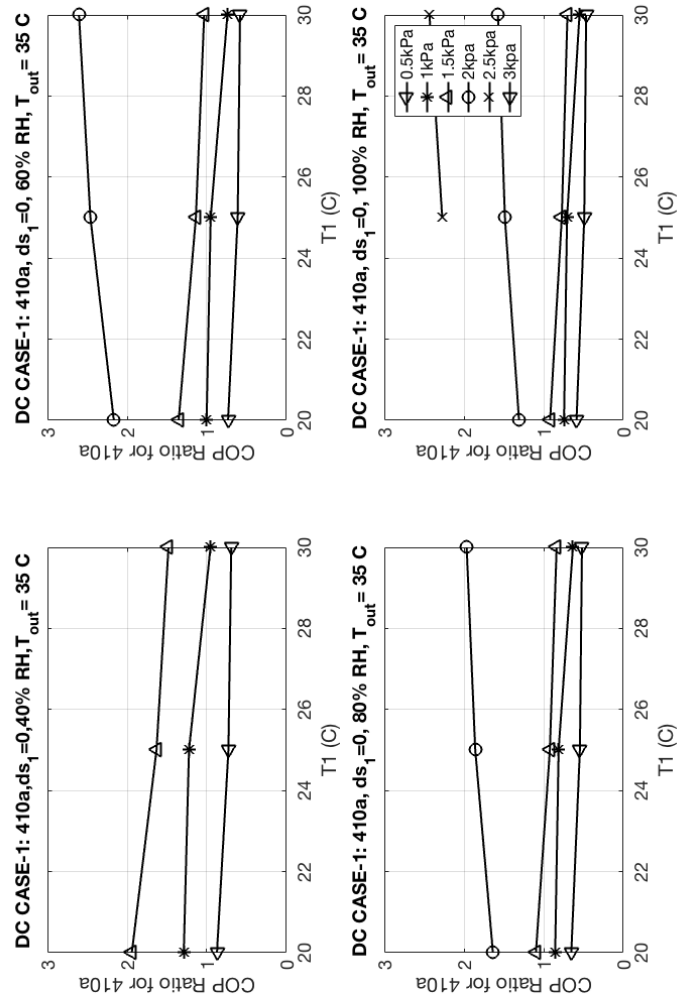 DC CASE-1: 410a,ds1=0,40% RH,Tout= 35 C
COP Ratio for 410a
3
2
1
0
20
22
24
26
28
30
T1 (C)
DC CASE-1: 410a, ds1=0, 60% RH, Tout= 35 C
COP Ratio for 410a
3
2
1
0
20
22
24
26
28
30
T1 (C)
DC CASE-1: 410a, ds1=0, 80% RH, Tout= 35 C
COP Ratio for 410a
3
2
1
0
20
22
24
26
28
30
T1 (C)
DC CASE-1: 410a, ds1=0, 100% RH, Tout= 35 C
COP Ratio for 410a
3
2
1
0
20
22
24
26
28
30
T1 (C)
0.5kPa
1kPa
1.5kPa
2kpa
2.5kpa
3kpa